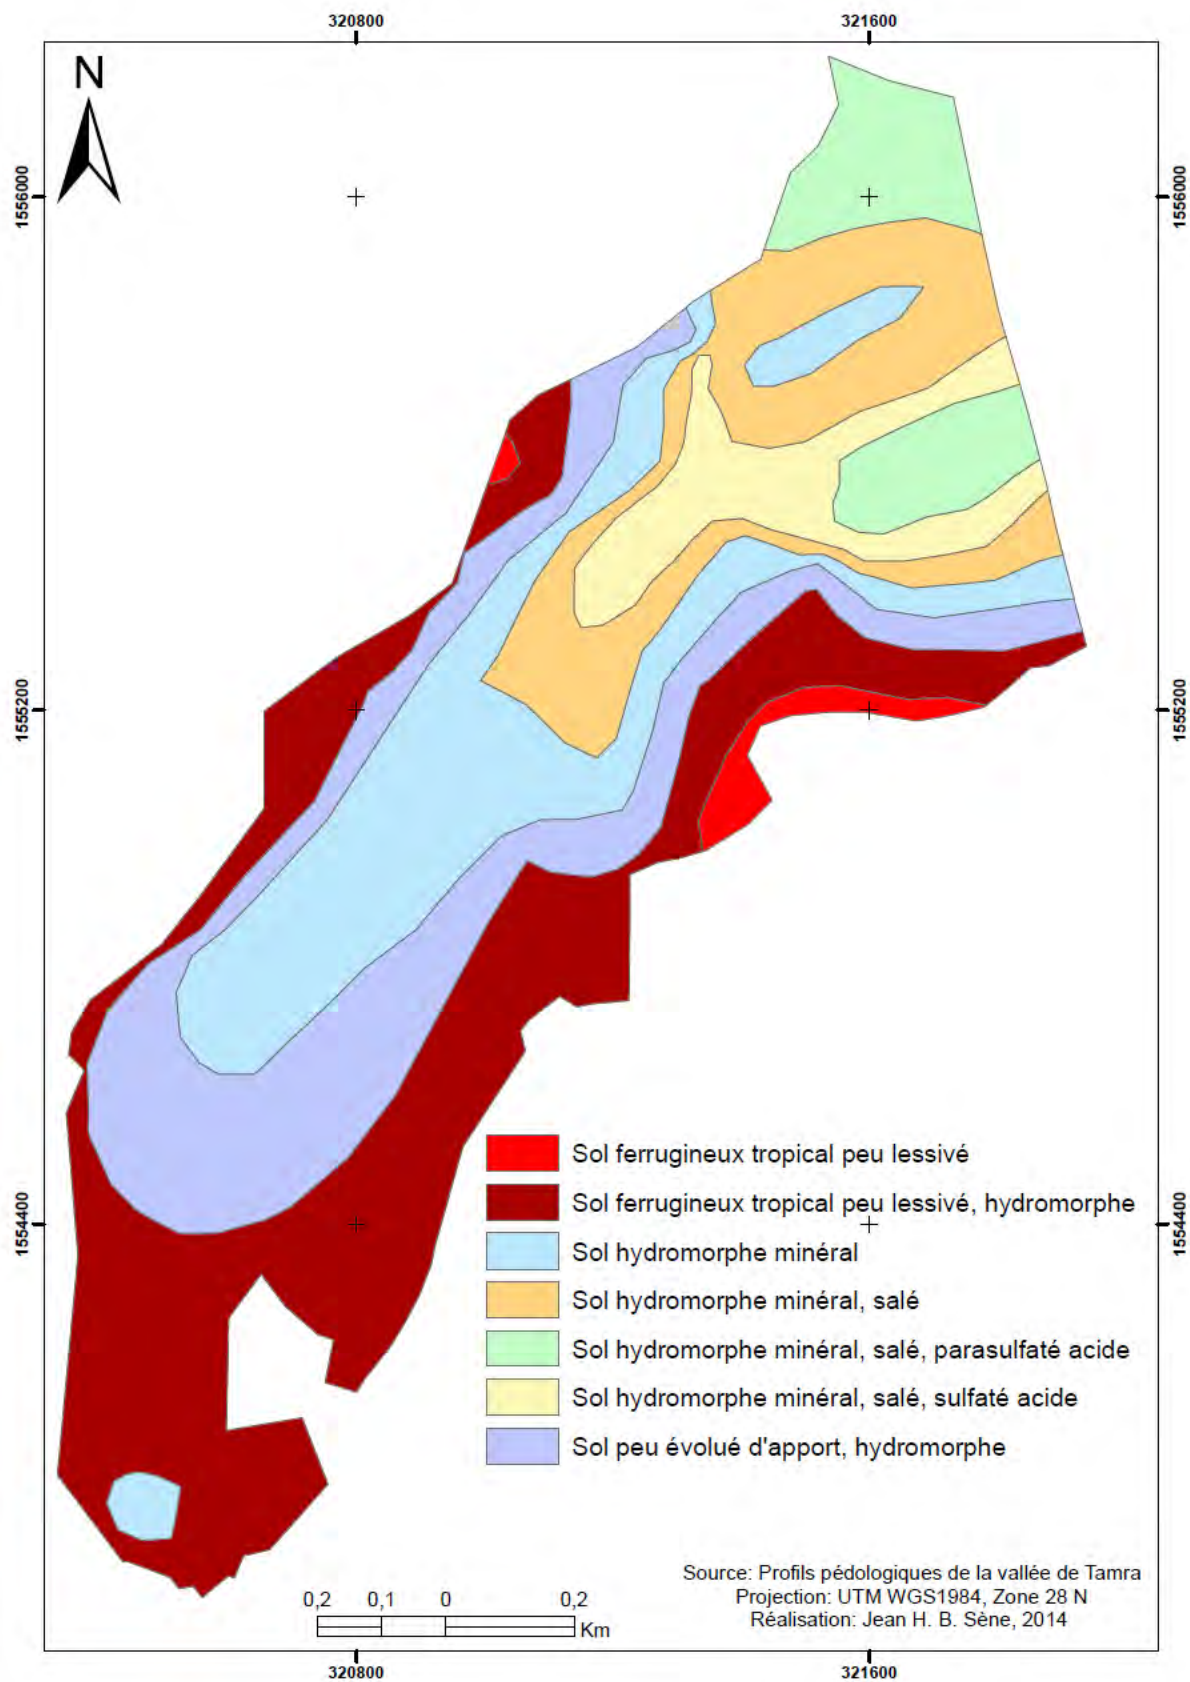 320800
321600
N
1556000
1556000
1555200
1555200
Sol ferrugineux tropical peu lessivé
Sol ferrugineux tropical peu lessivé, hydromorphe
1554400
1554400
Sol hydromorphe minéral
Sol hydromorphe minéral, salé
Sol hydromorphe minéral, salé, parasulfaté acide
Sol hydromorphe minéral, salé, sulfaté acide
Sol peu évolué d'apport, hydromorphe
Source: Profils pédologiques de la vallée de Tamra
Projection: UTM WGS1984, Zone 28 N
Réalisation: Jean H. B. Sène, 2014
0,2 0,1 0 0,2
Km
320800
321600